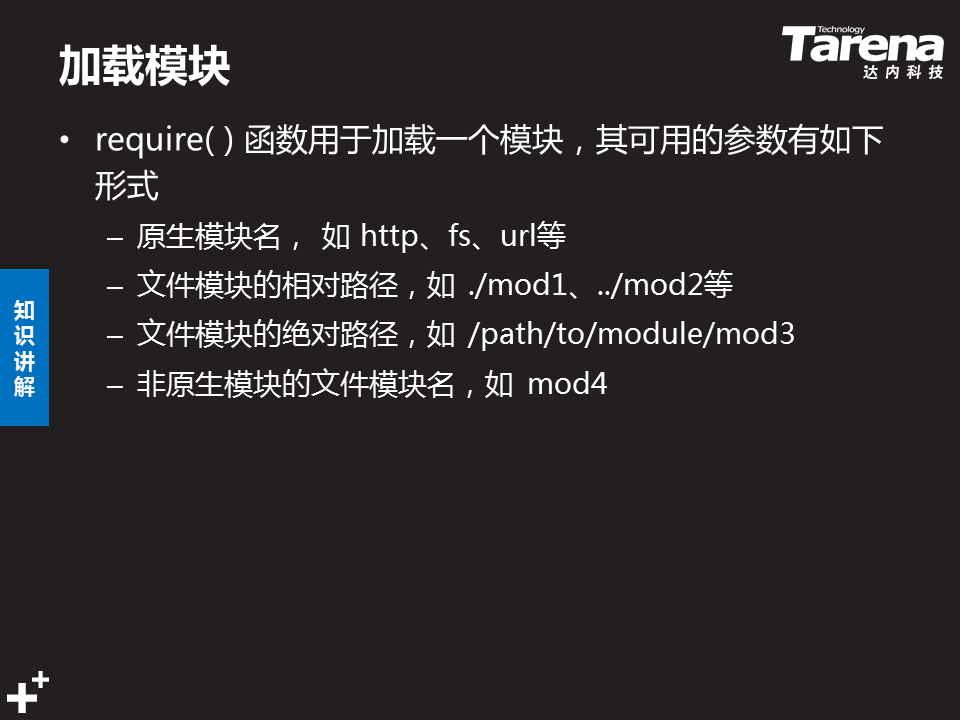 加载模块
Technology
Tarena
达内科技
• require( ) 函数用于加载一个模块，其可用的参数有如下
形式
– 原生模块名， 如 http、fs、url等
– 文件模块的相对路径，如 ./mod1、../mod2等
– 文件模块的绝对路径，如 /path/to/module/mod3
– 非原生模块的文件模块名，如 mod4
知
识
讲
解